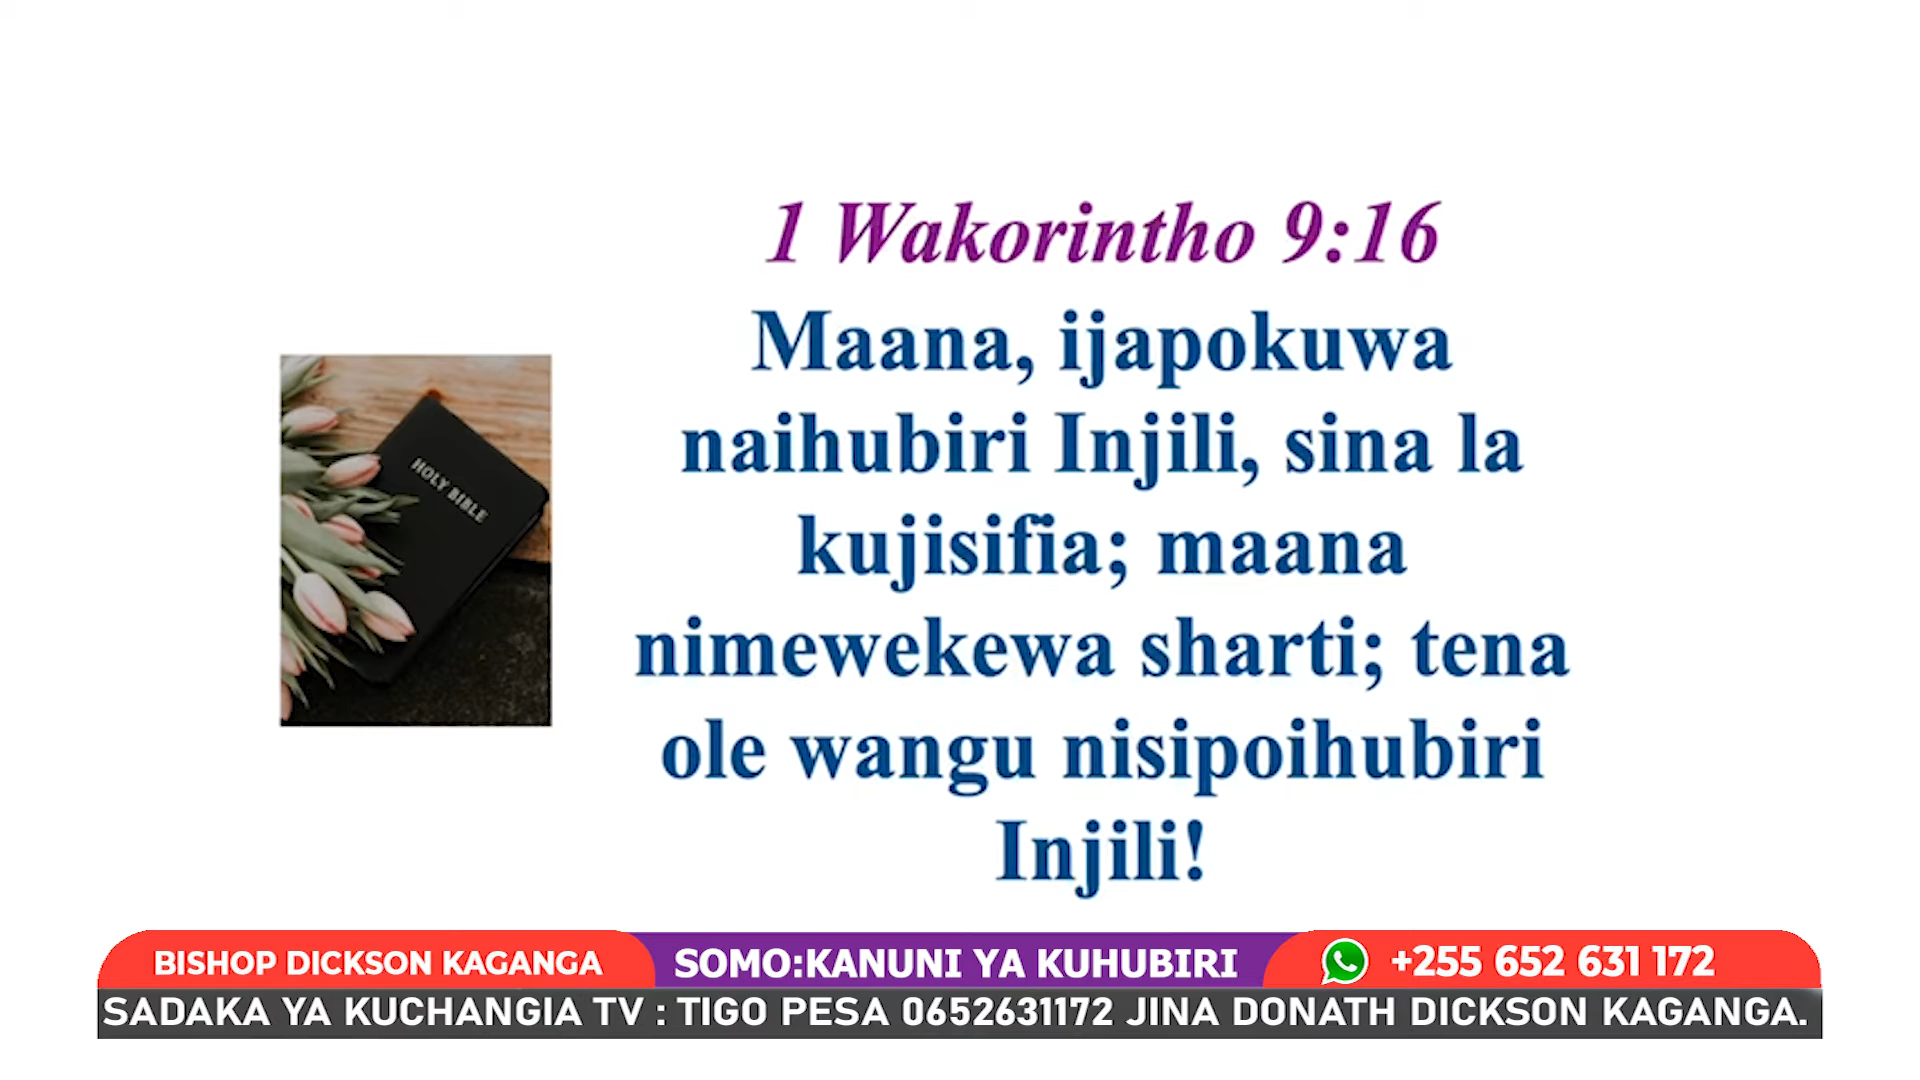 1 Wakorintho 9:16
Maana, ijapokuwa
naihubiri Injili, sina la
kujisifia; maana
nimewekewa sharti; tena
ole wangu nisipoihubiri
Injili!
HOLY BIBLE
BISHOP DICKSON KAGANGA
SOMO:KANUNI YA KUHUBIRI
+255 652 631 172
SADAKA YA KUCHANGIA TV : TIGO PESA 0652631172 JINA DONATH DICKSON KAGANGA.